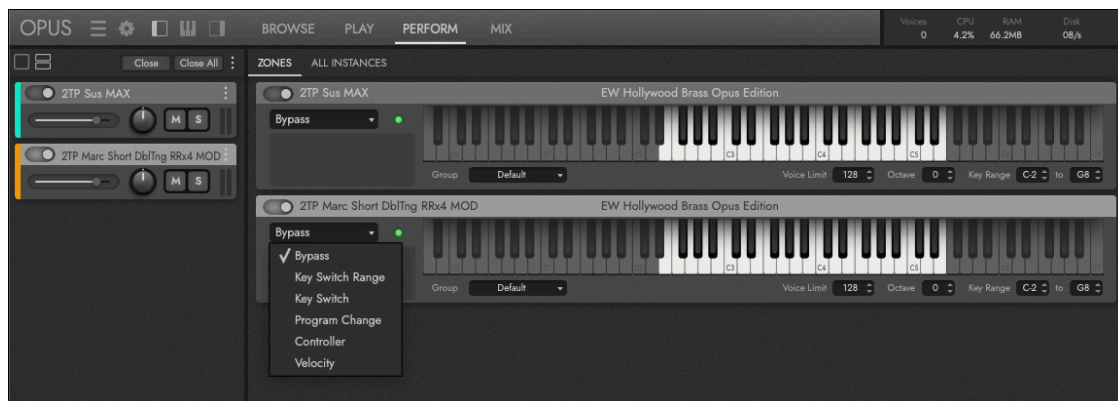 OPUS BROWSE PLAY PERFORM MIX Voices CPU RAM Disk
0 4.2% 66.2MB 0B/s
Close Close All ZONES ALL INSTANCES
2TP Sus MAX
M S
2TP Marc Short DblTng RRx4 MOD
M S
2TP Sus MAX EW Hollywood Brass Opus Edition
Bypass
C3 C4 C5
Group Default Voice Limit 128 Octave 0 Key Range C-2 to G8
2TP Marc Short DblTng RRx4 MOD EW Hollywood Brass Opus Edition
Bypass
C3 C4 C5
Group Default Voice Limit 128 Octave 0 Key Range C-2 to G8
Bypass
Key Switch Range
Key Switch
Program Change
Controller
Velocity